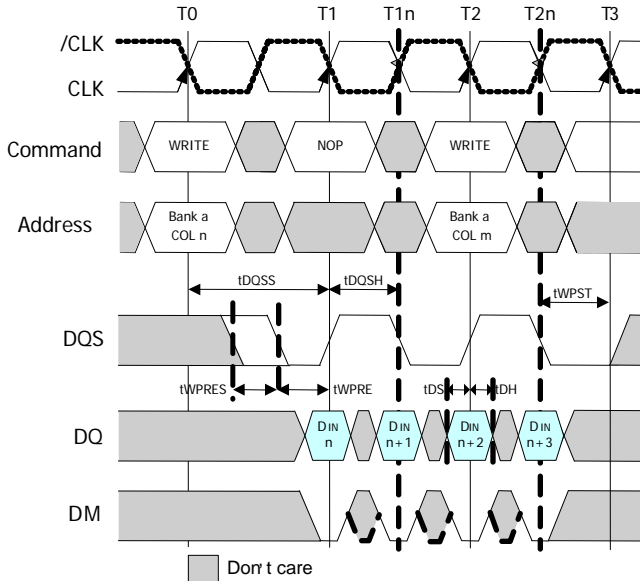 T0 T1 T1n T2 T2n T3
/CLK
CLK
Command WRITE NOP WRITE
Address Bank a COL n Bank a COL m
tDQSS tDQSH tWPST
DQS
tWPRES tWPRE tDS tDH
DQ DIN n DIN n+1 DIN n+2 DIN n+3
DM
Don't care